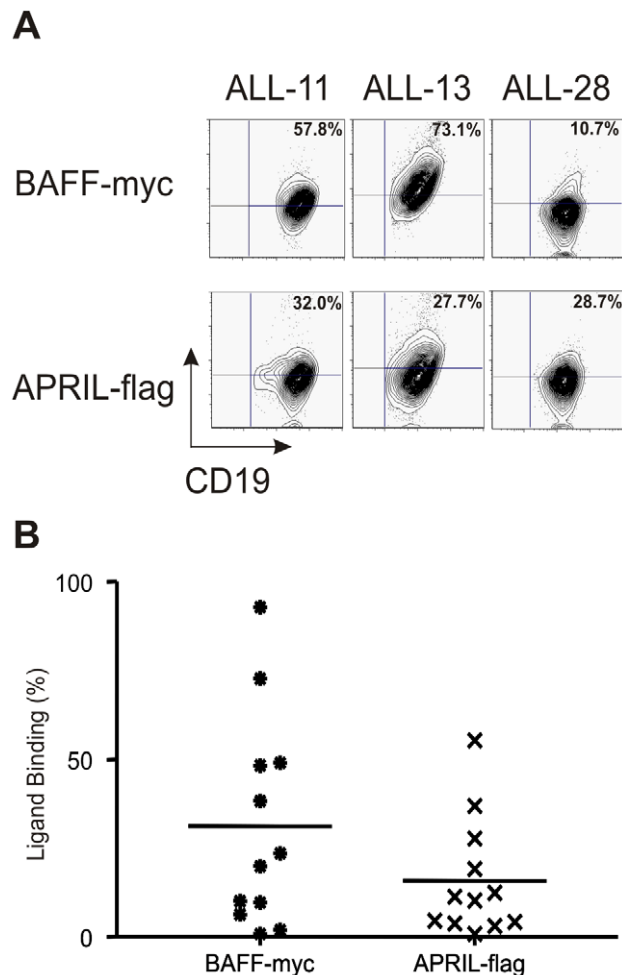 A
ALL-11 ALL-13 ALL-28
BAFF-myc
57.8% 73.1% 10.7%
APRIL-flag
32.0% 27.7% 28.7%
CD19
B
Ligand Binding (%)
100
50
0
BAFF-myc APRIL-flag